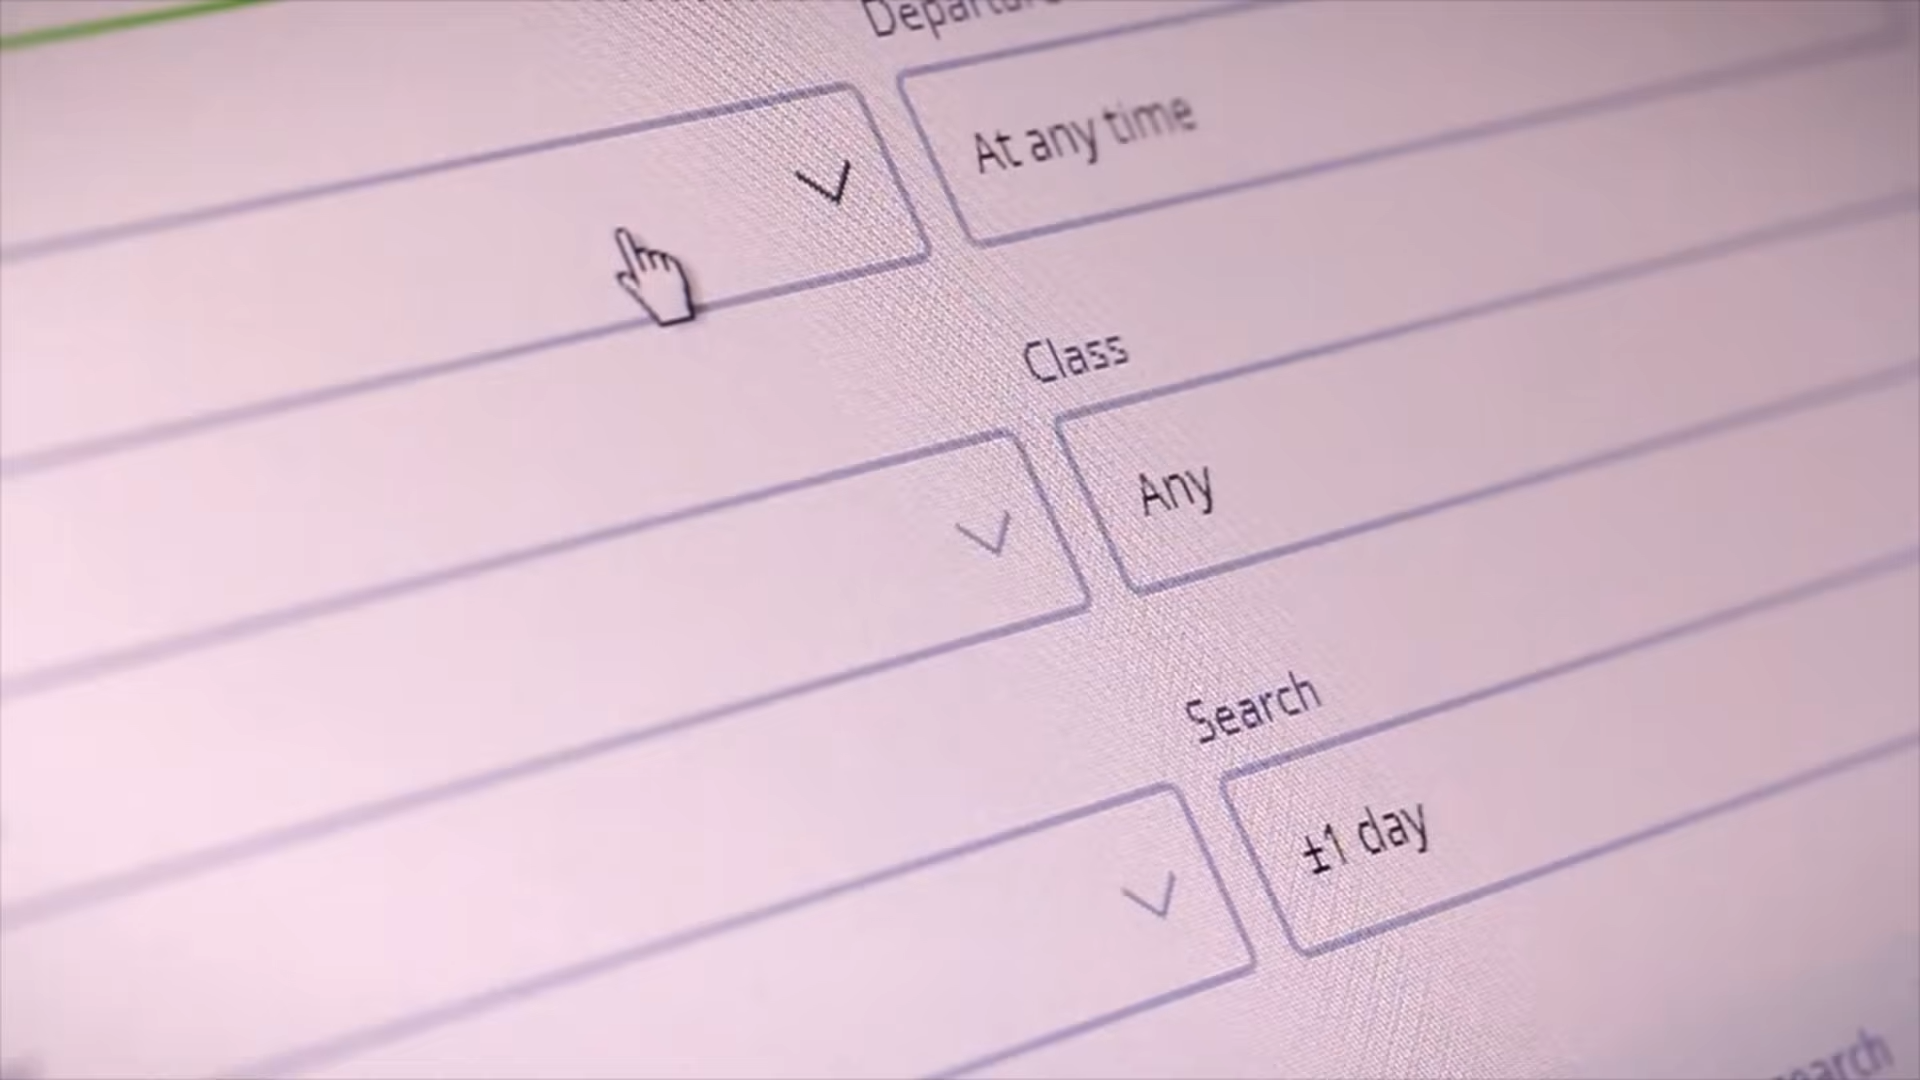 At any time
Class
Any
Search
±1 day